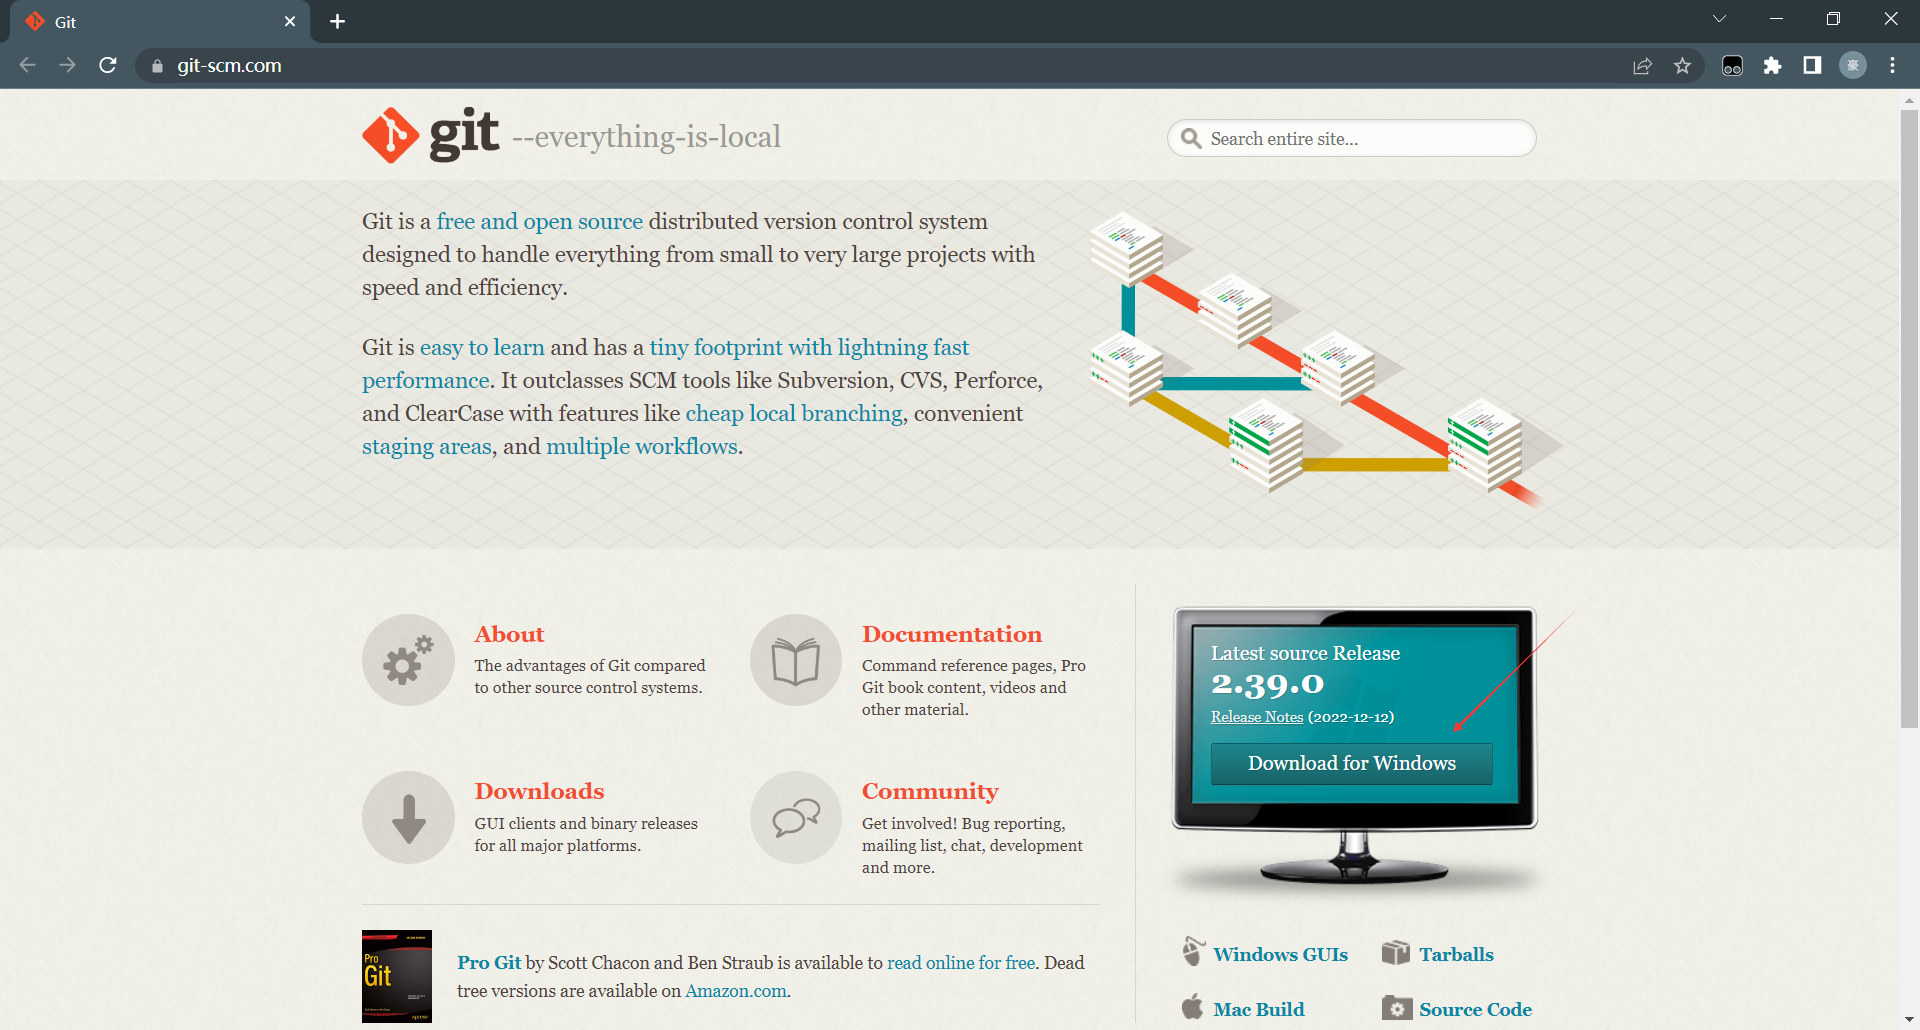 Git
git-scm.com
豪
git --everything-is-local
Search entire site...
Git is a free and open source distributed version control system
designed to handle everything from small to very large projects with
speed and efficiency.
Git is easy to learn and has a tiny footprint with lightning fast
performance. It outclasses SCM tools like Subversion, CVS, Perforce,
and ClearCase with features like cheap local branching, convenient
staging areas, and multiple workflows.
About
The advantages of Git compared
to other source control systems.
Documentation
Command reference pages, Pro
Git book content, videos and
other material.
Downloads
GUI clients and binary releases
for all major platforms.
Community
Get involved! Bug reporting,
mailing list, chat, development
and more.
Latest source Release
2.39.0
Release Notes (2022-12-12)
Download for Windows
Pro
Git
Pro Git by Scott Chacon and Ben Straub is available to read online for free. Dead
tree versions are available on Amazon.com.
Windows GUIs
Tarballs
Mac Build
Source Code